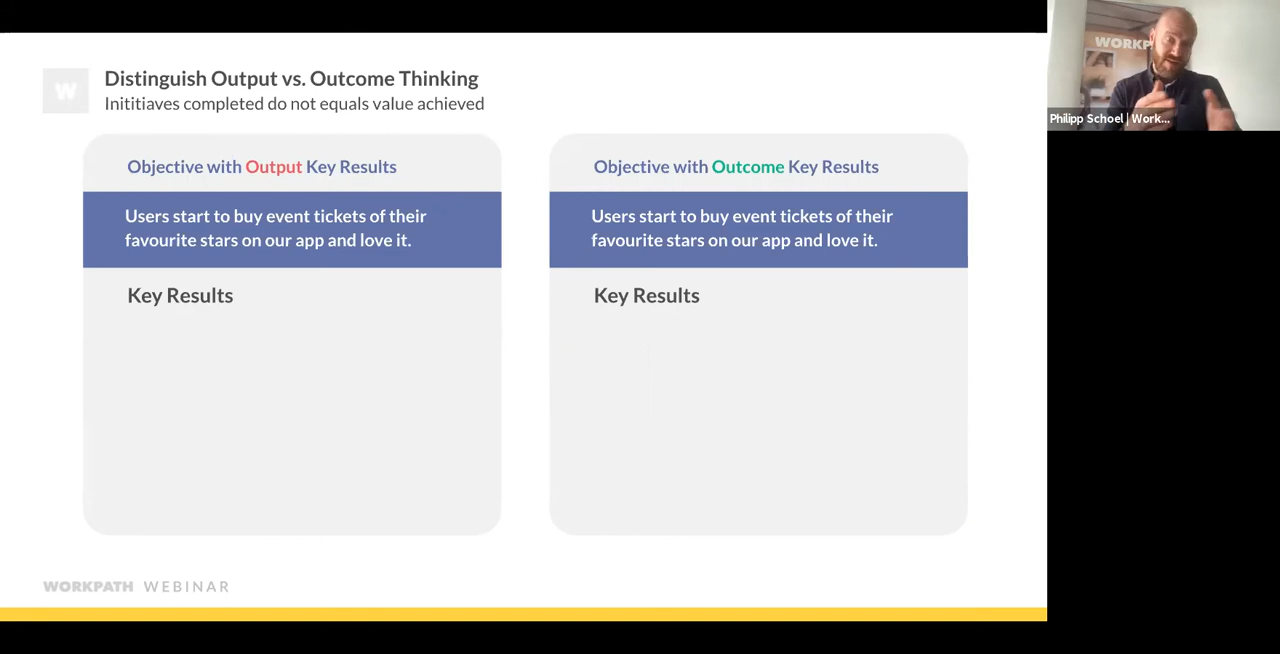 W
Distinguish Output vs. Outcome Thinking
Inititiaves completed do not equals value achieved
Objective with Output Key Results
Users start to buy event tickets of their
favourite stars on our app and love it.
Key Results
Objective with Outcome Key Results
Users start to buy event tickets of their
favourite stars on our app and love it.
Key Results
WORKPATH WEBINAR
WORKP
Philipp Schoel | Work...